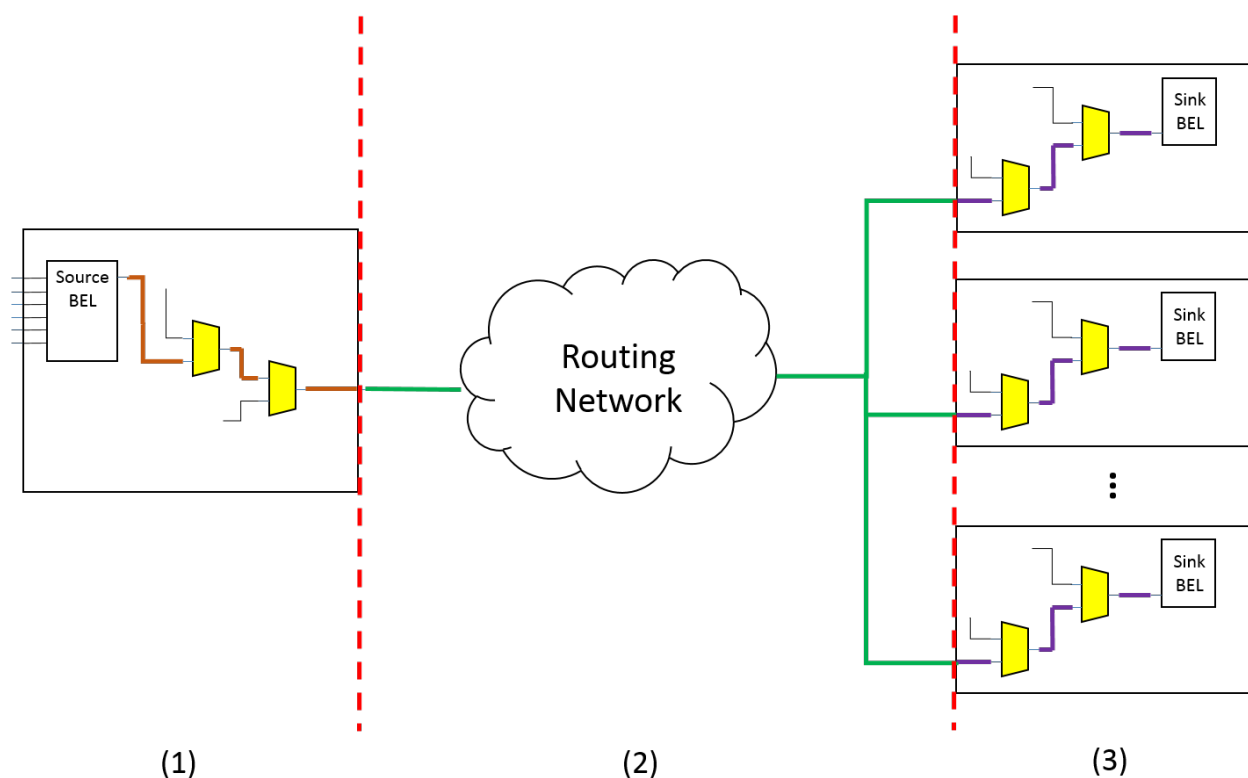 Source
BEL
Routing
Network
Sink
BEL
Sink
BEL
...
Sink
BEL
(1)
(2)
(3)